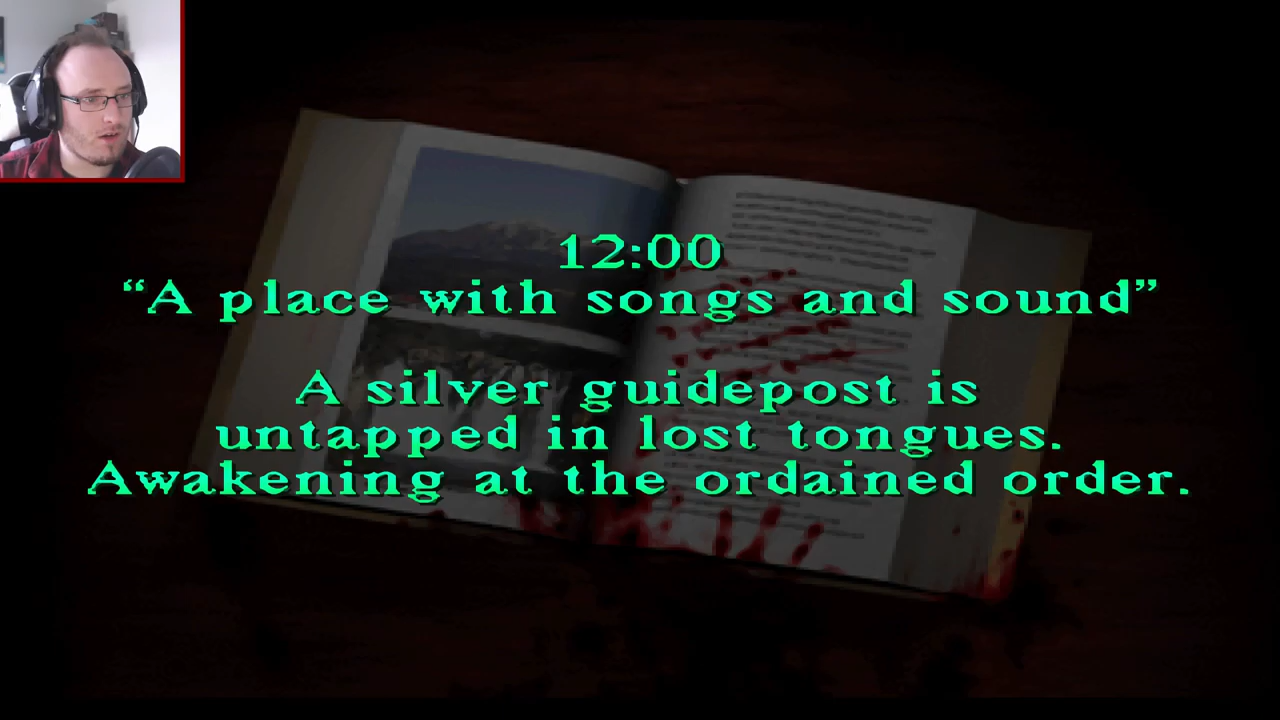 12:00
“A place with songs and sound”
A silver guidepost is
untapped in lost tongues.
Awakening at the ordained order.